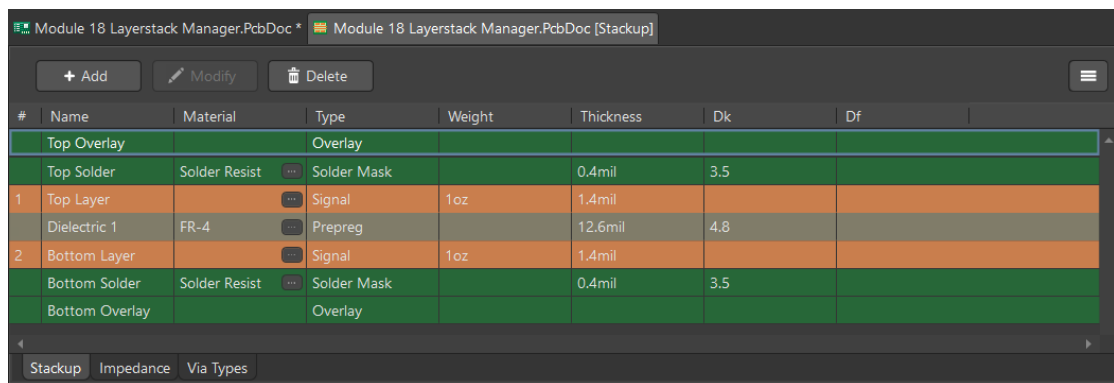 Module 18 Layerstack Manager.PcbDoc * Module 18 Layerstack Manager.PcbDoc [Stackup]
+ Add Modify Delete
# Name Material Type Weight Thickness Dk Df
Top Overlay Overlay
Top Solder Solder Resist ... Solder Mask 0.4mil 3.5
1 Top Layer ... Signal 1oz 1.4mil
Dielectric 1 FR-4 ... Prepreg 12.6mil 4.8
2 Bottom Layer ... Signal 1oz 1.4mil
Bottom Solder Solder Resist ... Solder Mask 0.4mil 3.5
Bottom Overlay Overlay
Stackup Impedance Via Types